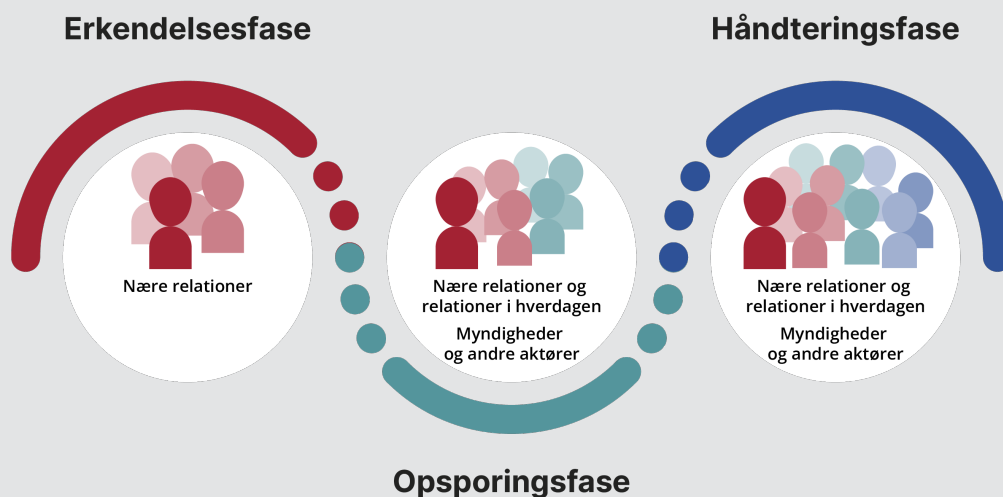 Erkendelsesfase
Håndteringsfase
Nære relationer
Nære relationer og
relationer i hverdagen
Myndigheder
og andre aktører
Nære relationer og
relationer i hverdagen
Myndigheder
og andre aktører
Opsporingsfase